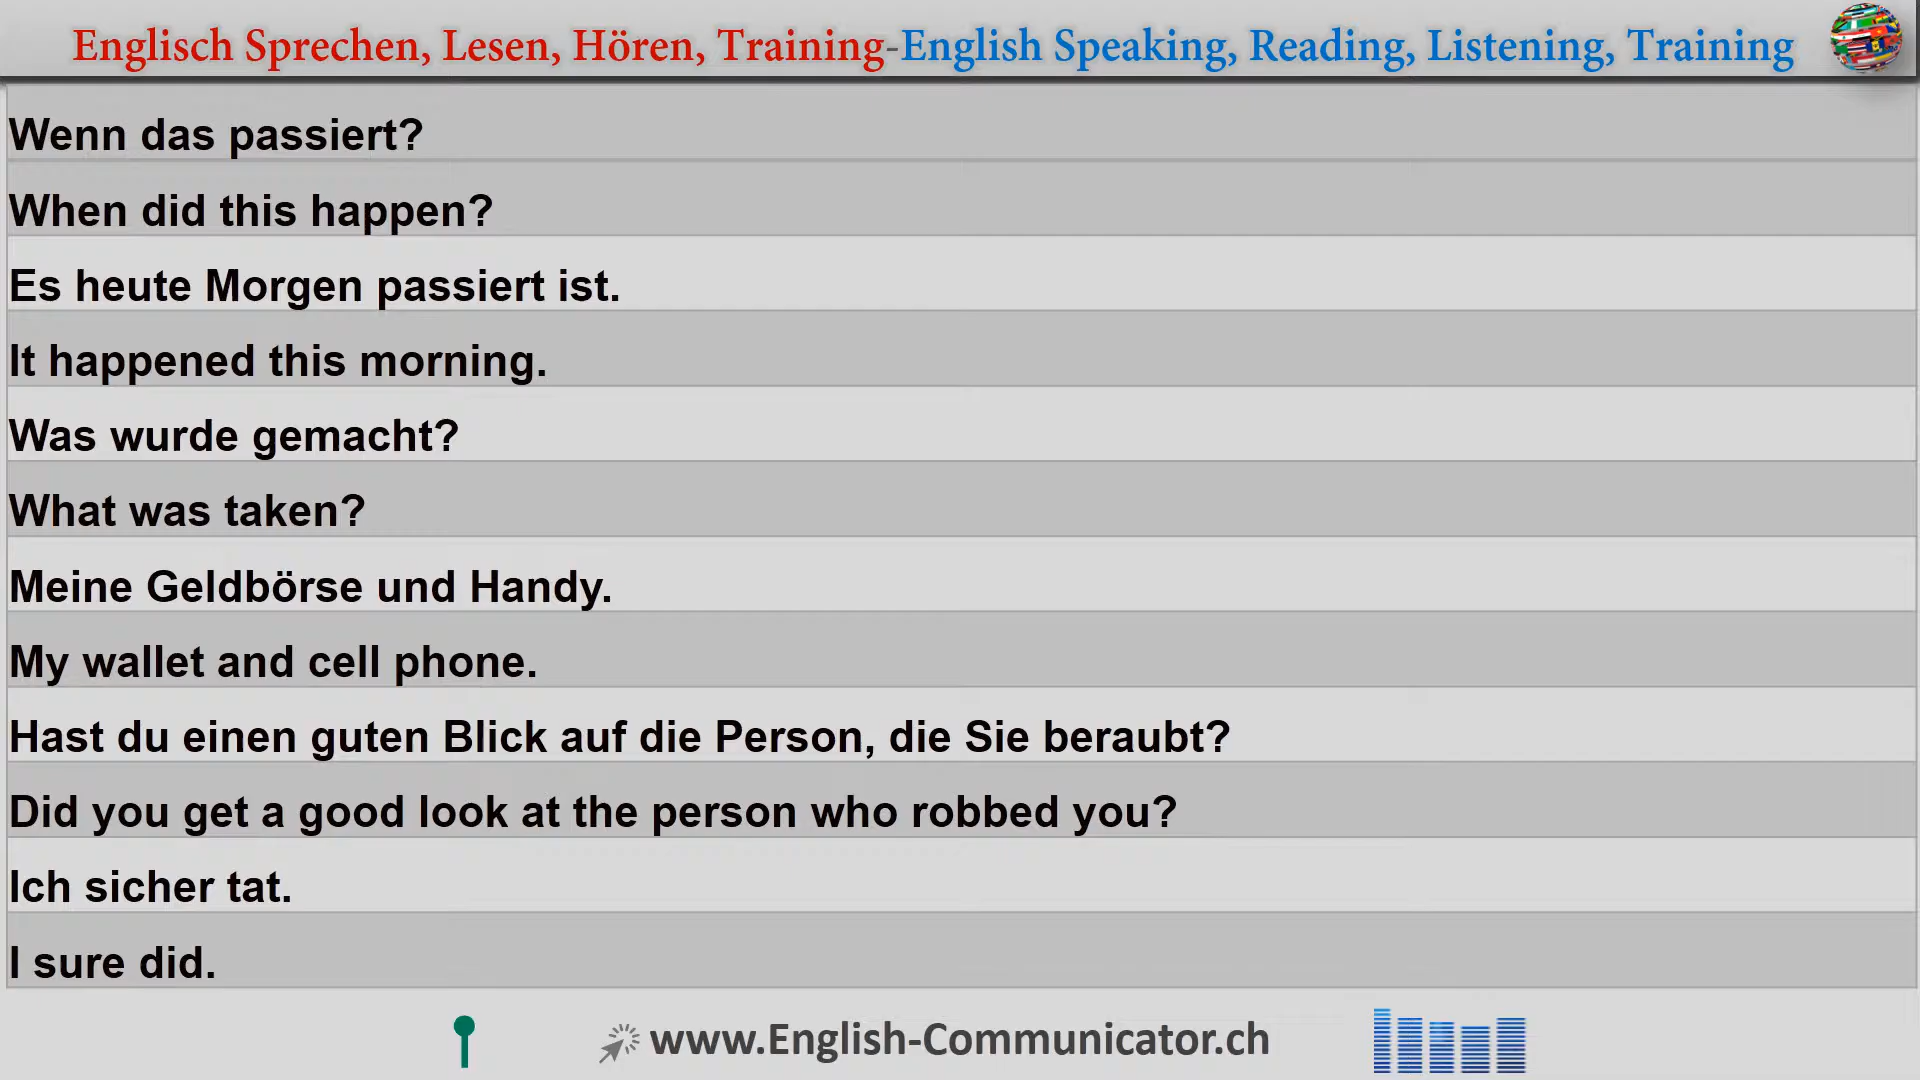 Englisch Sprechen, Lesen, Hören, Training-English Speaking, Reading, Listening, Training
Wenn das passiert?
When did this happen?
Es heute Morgen passiert ist.
It happened this morning.
Was wurde gemacht?
What was taken?
Meine Geldbörse und Handy.
My wallet and cell phone.
Hast du einen guten Blick auf die Person, die Sie beraubt?
Did you get a good look at the person who robbed you?
Ich sicher tat.
I sure did.
www.English-Communicator.ch